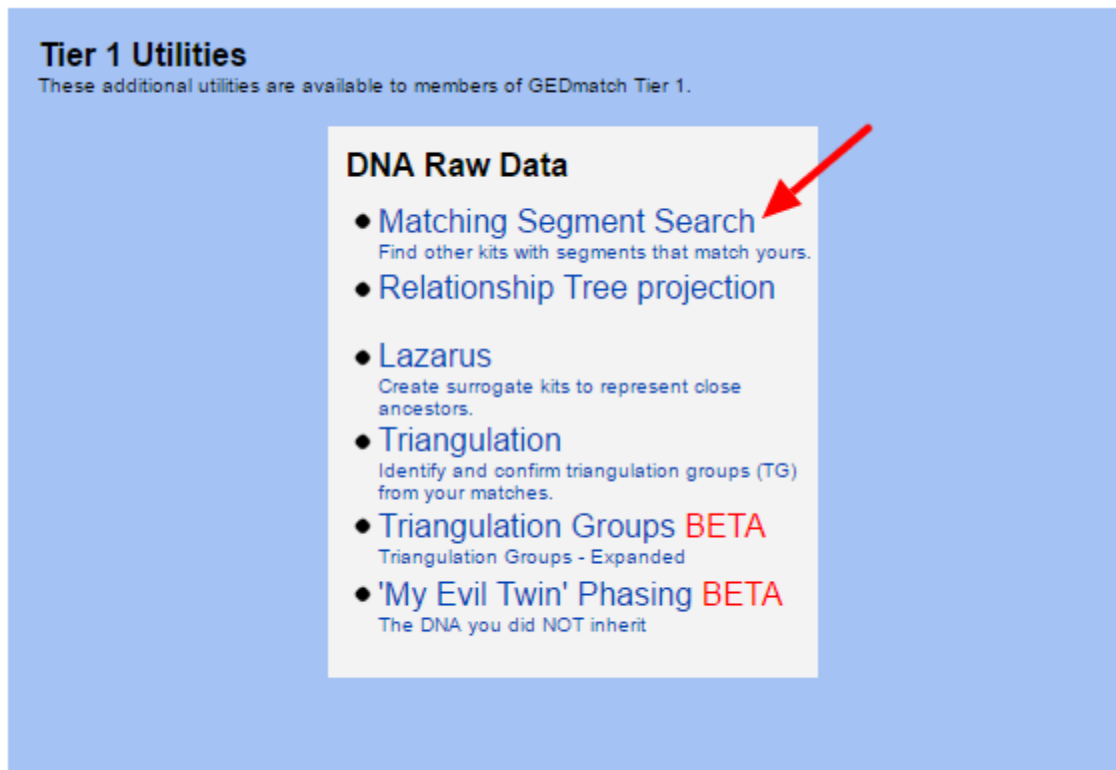 Tier 1 Utilities
These additional utilities are available to members of GEDmatch Tier 1.
DNA Raw Data
Matching Segment Search
Find other kits with segments that match yours.
Relationship Tree projection
Lazarus
Create surrogate kits to represent close
ancestors.
Triangulation
Identify and confirm triangulation groups (TG)
from your matches.
Triangulation Groups BETA
Triangulation Groups - Expanded
'My Evil Twin' Phasing BETA
The DNA you did NOT inherit